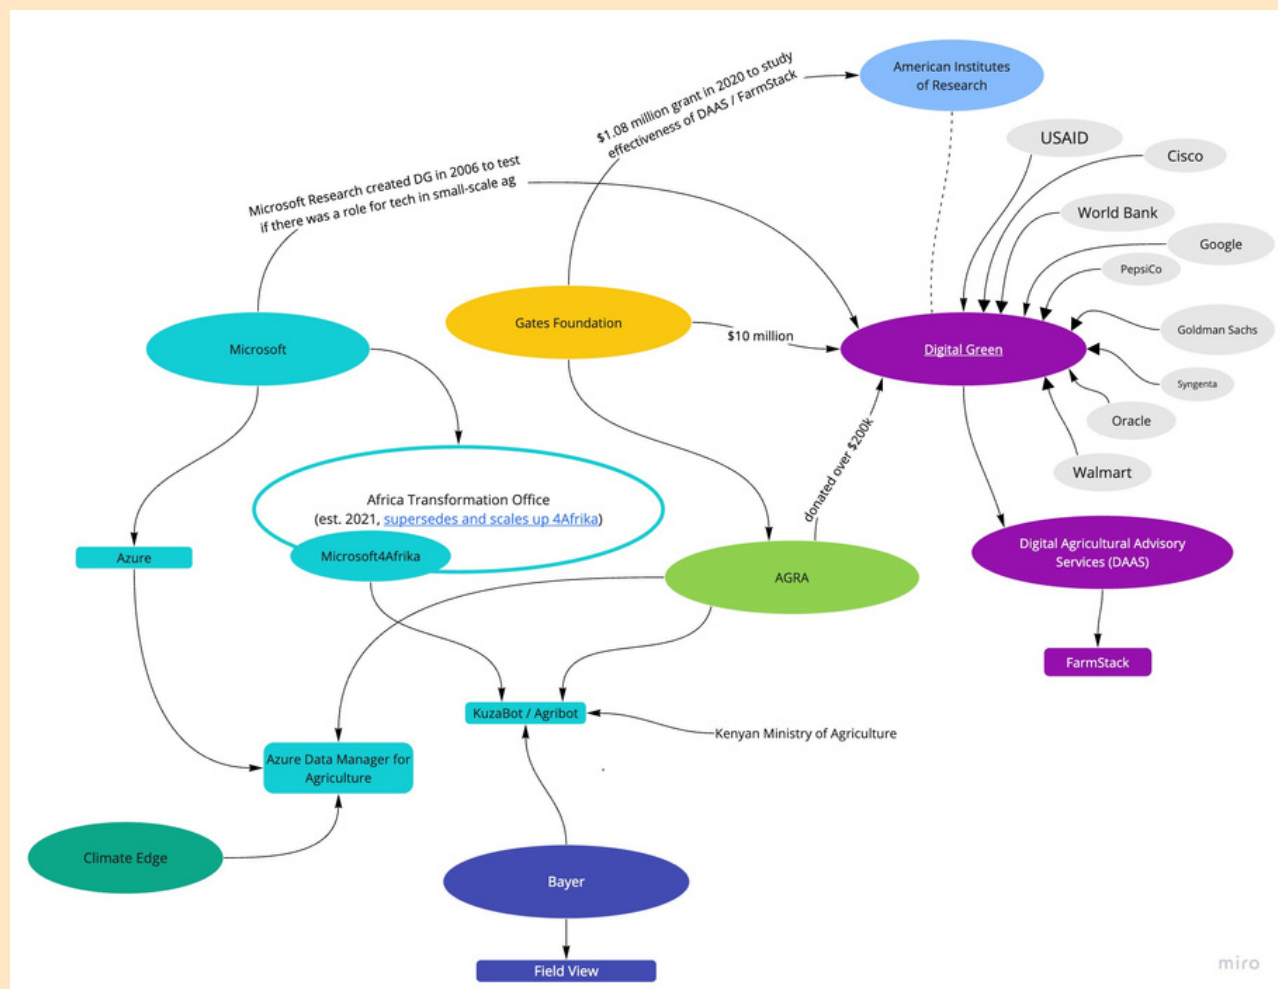 American Institutes
of Research
$1.08 million grant in 2020 to study
effectiveness of DAAS / FarmStack
USAID
Cisco
Microsoft Research created DG in 2006 to test
if there was a role for tech in small-scale ag
World Bank
Google
PepsiCo
Gates Foundation
$10 million
Microsoft
Digital Green
Goldman Sachs
Syngenta
Oracle
Walmart
donated over $200k
Africa Transformation Office
(est. 2021, supersedes and scales up 4Afrika)
Microsoft4Afrika
Azure
AGRA
Digital Agricultural Advisory
Services (DAAS)
FarmStack
KuzaBot / Agribot
Kenyan Ministry of Agriculture
Azure Data Manager for
Agriculture
Climate Edge
Bayer
Field View
miro